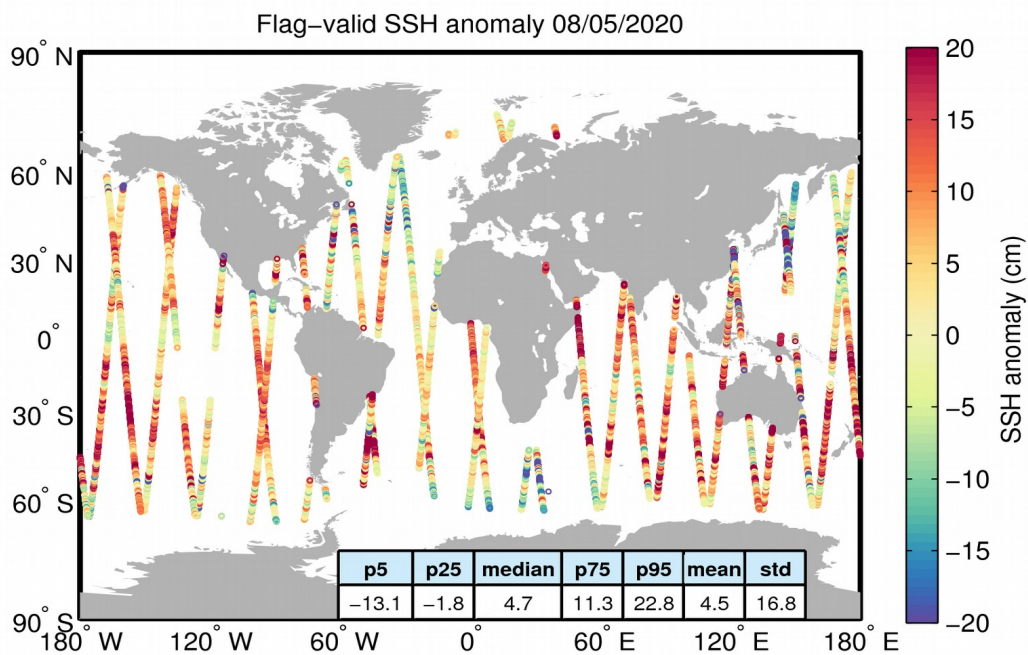 Flag−valid SSH anomaly 08/05/2020
90° N
60° N
30° N
0°
30° S
60° S
90° S
180° W
120° W
60° W
0°
60° E
120° E
180° E
p5 p25 median p75 p95 mean std
−13.1 −1.8 4.7 11.3 22.8 4.5 16.8
20
15
10
5
0
−5
−10
−15
−20
SSH anomaly (cm)